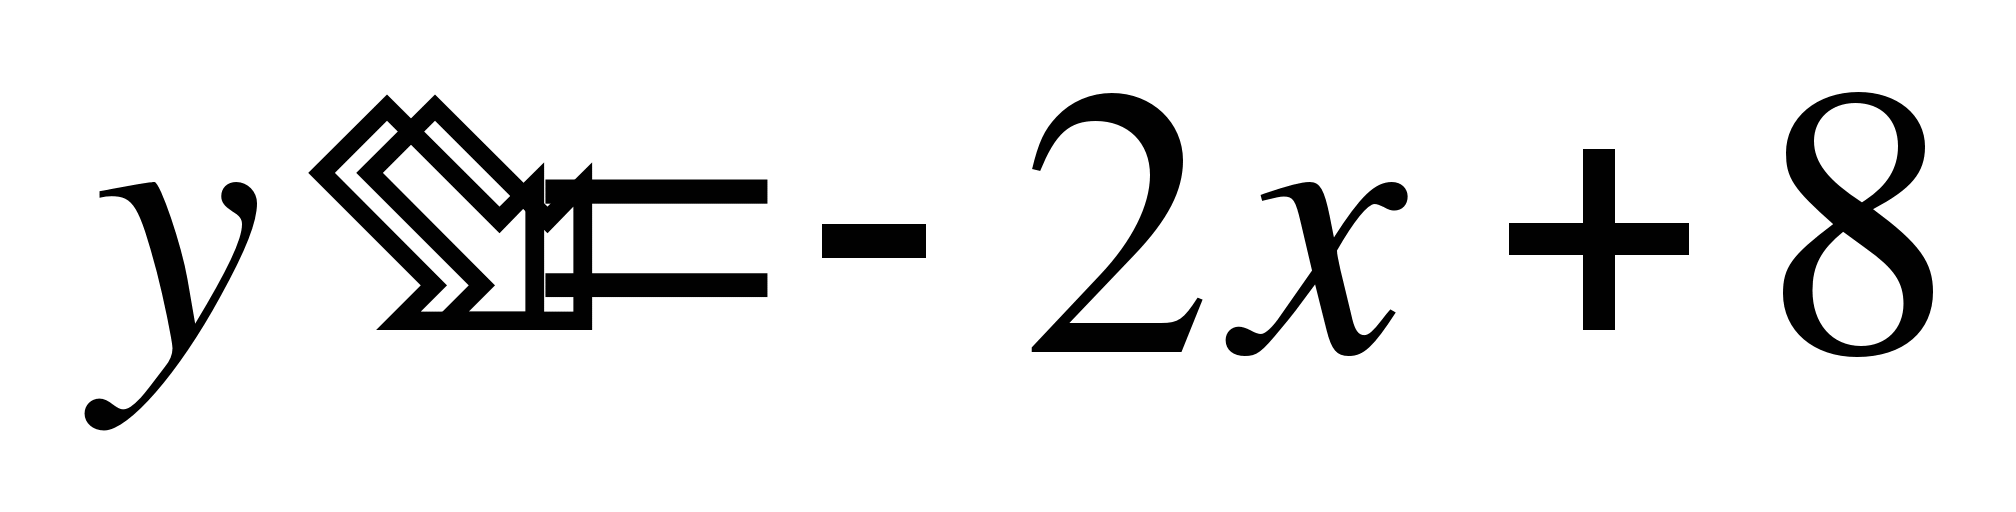 y = - 2x + 8